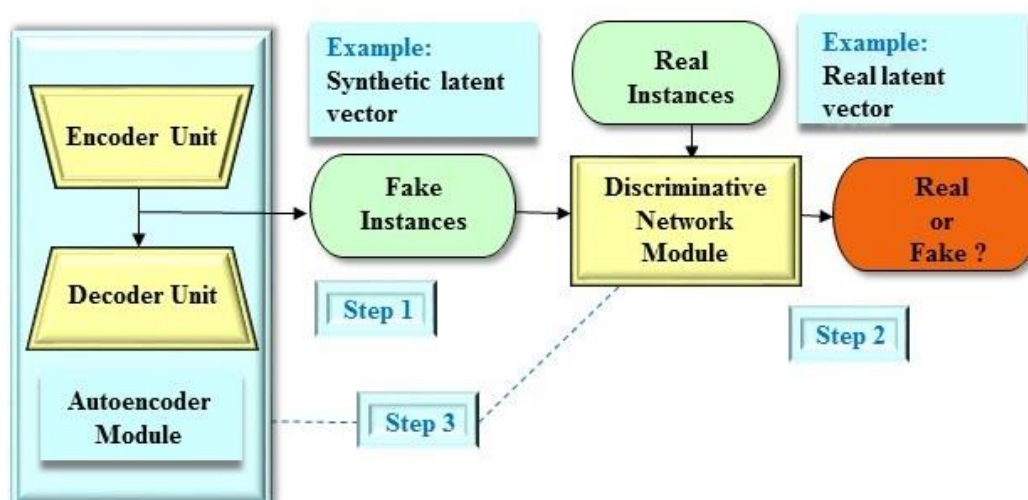 Encoder Unit
Decoder Unit
Autoencoder
Module
Example:
Synthetic latent
vector
Fake
Instances
Step 1
Step 3
Real
Instances
Discriminative
Network
Module
Example:
Real latent
vector
Real
or
Fake ?
Step 2